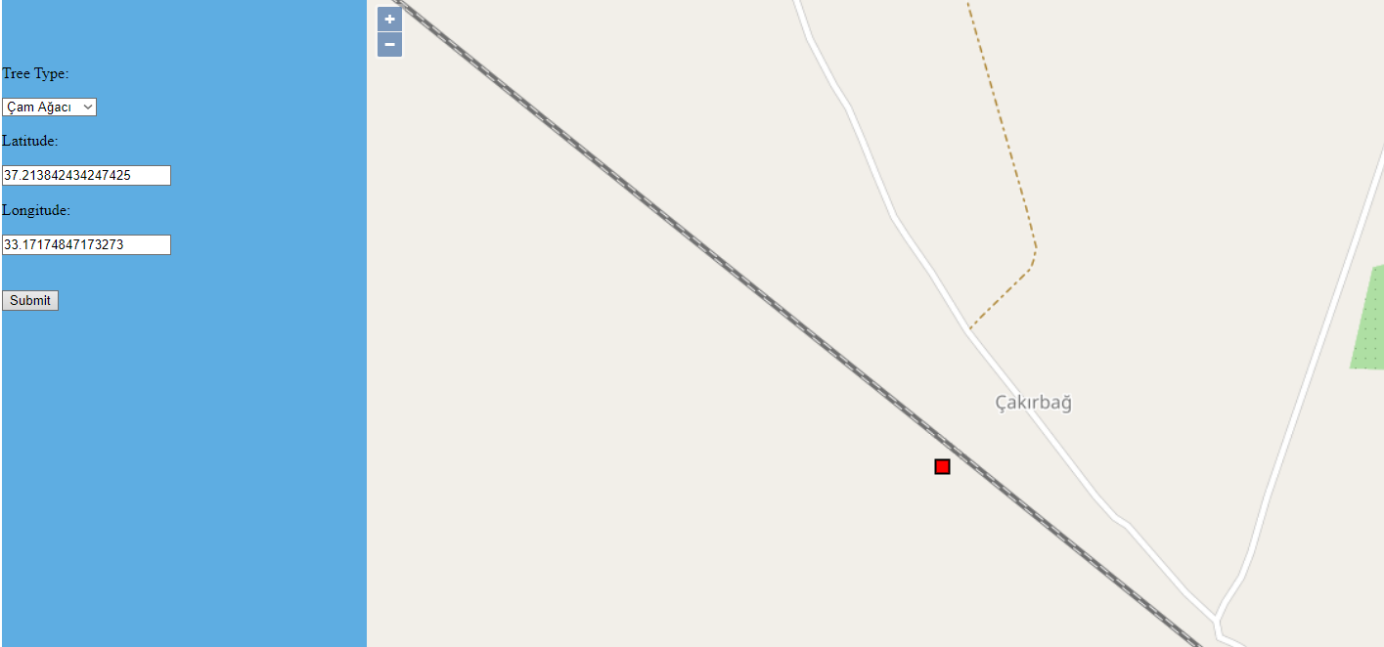 Tree Type:
Çam Ağacı
Latitude:
37.213842434247425
Longitude:
33.17174847173273
Submit
+
−
Çakırbağ